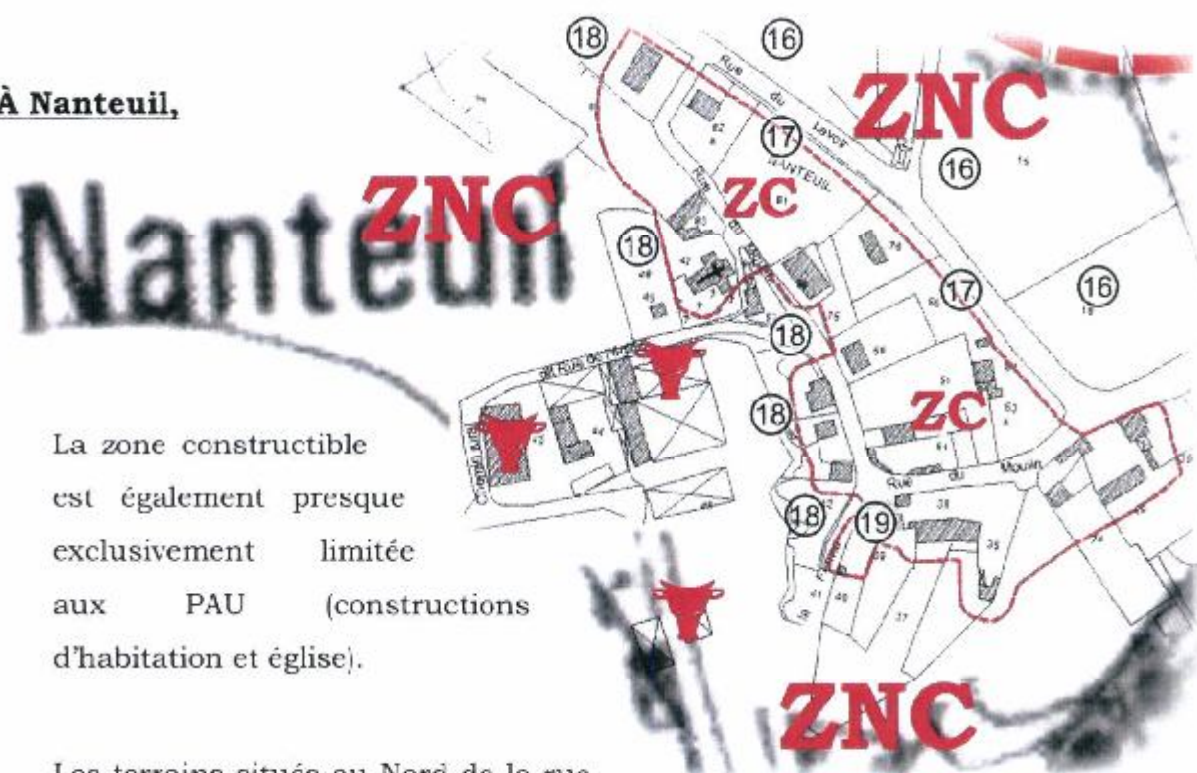 À Nanteuil,
Nanteuil
ZNC
18
16
Rue du Lavoir
17
ZNC
16
NANTEUIL
ZC
18
Rue
16
17
18
18
ZC
Rue du Moulin
18
19
ZNC
La zone constructible
est également presque
exclusivement limitée
aux PAU (constructions
d'habitation et église).
Les terrains situés au Nord de la rue